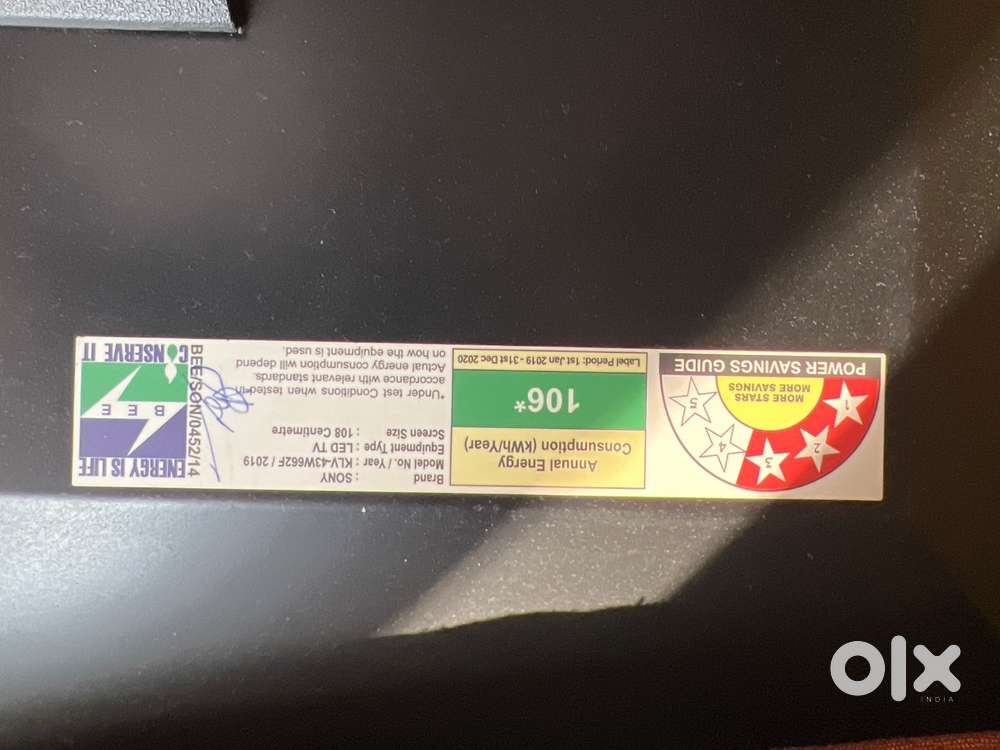 POWER SAVINGS GUIDE
MORE STARS
MORE SAVINGS
1
2
3
4
5
Annual Energy
Consumption (kWh/Year)
106*
Label Period: 1st Jan 2019 - 31st Dec 2020
Brand : SONY
Model No. / Year : KLV-43W662F / 2019
Equipment Type : LED TV
Screen Size : 108 Centimetre
*Under test Conditions when tested in
accordance with relevant standards.
Actual energy consumption will depend
on how the equipment is used.
BEE/SON/0452/14
ENERGY IS LIFE
BEE
CONSERVE IT
olx
INDIA